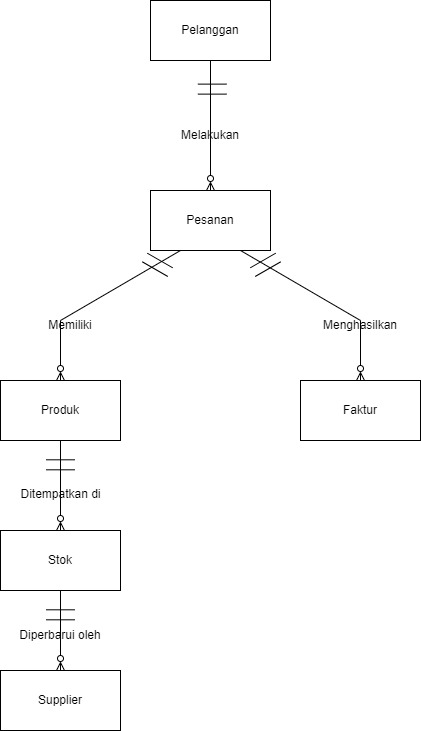 Pelanggan
Melakukan
Pesanan
Memiliki
Menghasilkan
Produk
Faktur
Ditempatkan di
Stok
Diperbarui oleh
Supplier